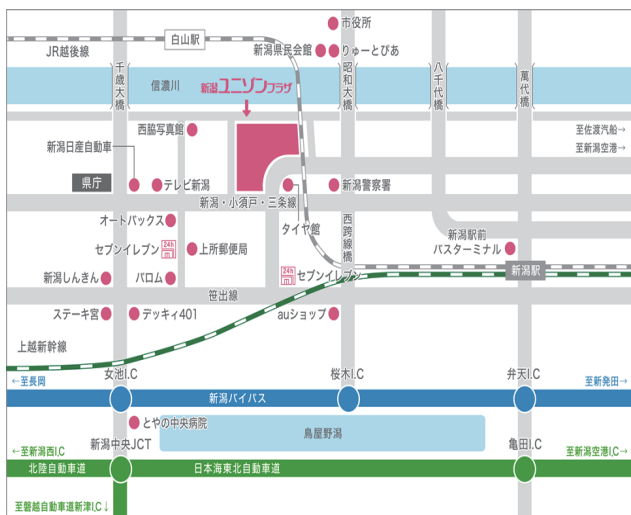 市役所
白山駅
JR越後線
新潟県民会館
りゅーとぴあ
千歳大橋
信濃川
昭和大橋
八千代橋
萬代橋
新潟ユニゾンプラザ
西脇写真館
新潟日産自動車
至佐渡汽船→
至新潟空港→
県庁
テレビ新潟
新潟警察署
新潟・小須戸・三条線
タイヤ館
オートバックス
西跨線橋
新潟駅前
バスターミナル
セブンイレブン
24h
上所郵便局
新潟駅
新潟しんきん
バロム
24h
セブンイレブン
笹出線
ステーキ宮
デッキィ401
auショップ
上越新幹線
女池I.C
桜木I.C
弁天I.C
←至長岡
新潟バイパス
至新発田→
とやの中央病院
鳥屋野潟
新潟中央JCT
亀田I.C
←至新潟西I.C
至新潟空港I.C→
北陸自動車道
日本海東北自動車道
至磐越自動車道新津I.C↓